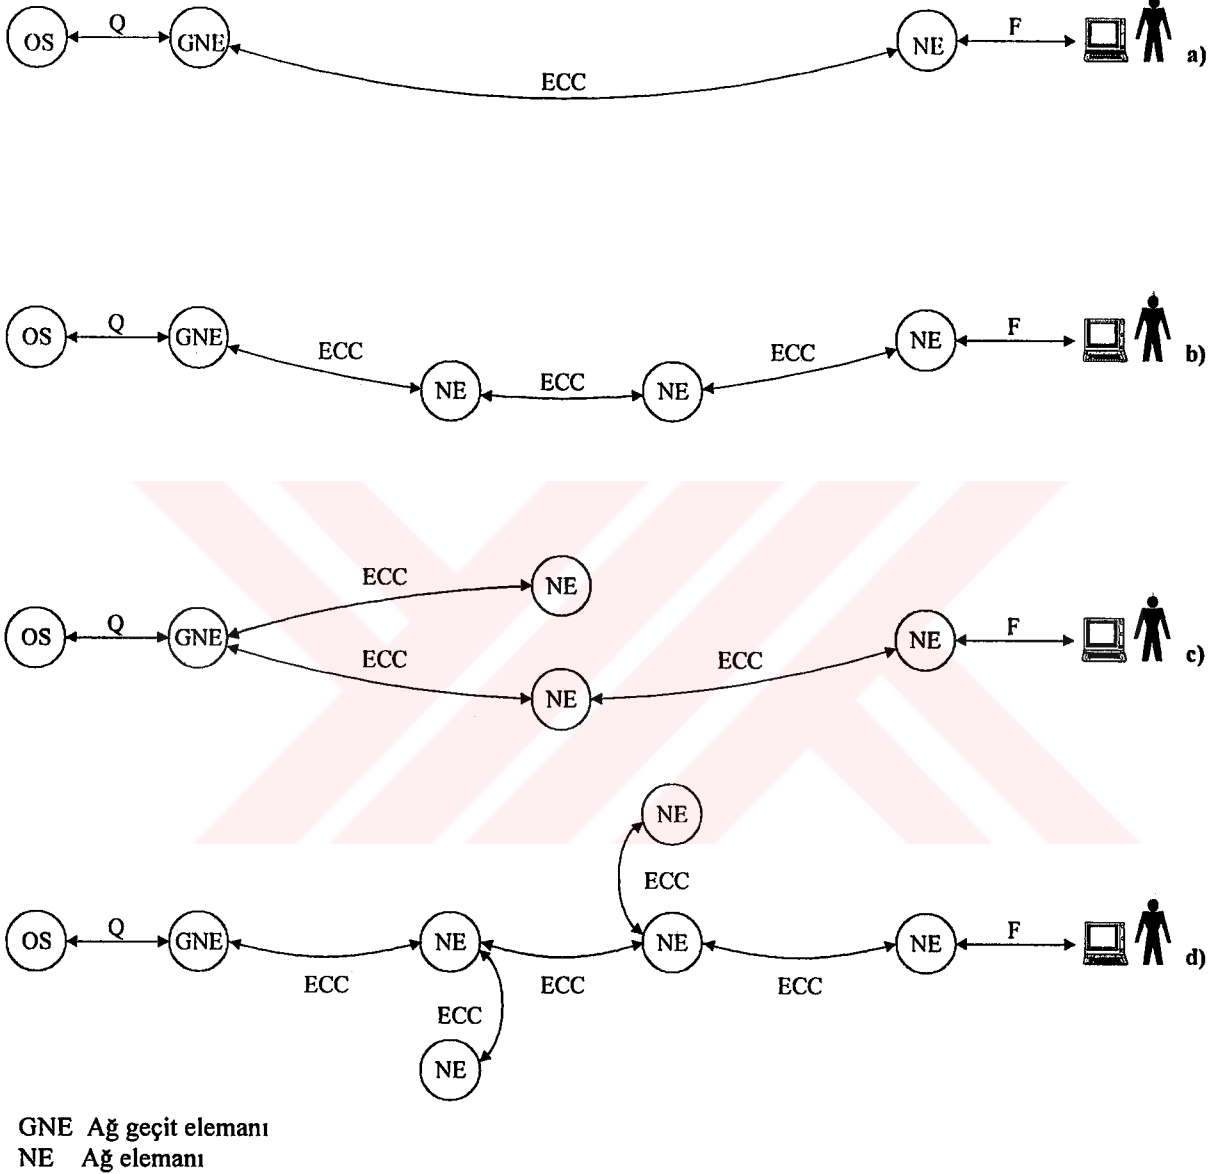 OS Q GNE ECC NE F a)
OS Q GNE ECC NE ECC NE ECC NE F b)
OS Q GNE ECC NE ECC NE ECC NE F c)
NE
ECC
OS Q GNE ECC NE ECC NE ECC NE F d)
ECC
NE
GNE Ağ geçit elemanı
NE Ağ elemanı